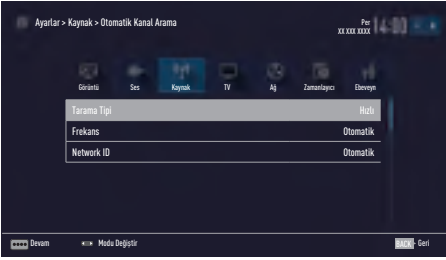 Ayarlar > Kaynak > Otomatik Kanal Arama
Per
XX XXX XXXX
14:00
Görüntü Ses Kaynak TV Ağ Zamanlayıcı Ebeveyn
Tarama Tipi Hızlı
Frekans Otomatik
Network ID Otomatik
Devam Modu Değiştir BACK - Geri